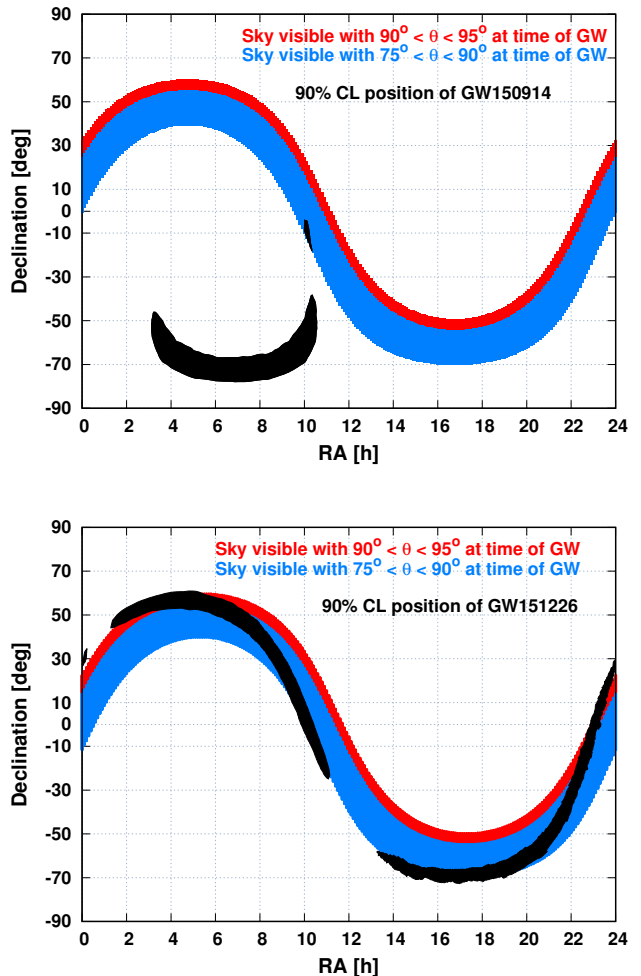 90
70
50
30
10
0
-10
-30
-50
-70
-90
Declination [deg]
Sky visible with 90° < θ < 95° at time of GW
Sky visible with 75° < θ < 90° at time of GW
90% CL position of GW150914
0 2 4 6 8 10 12 14 16 18 20 22 24
RA [h]
90
70
50
30
10
0
-10
-30
-50
-70
-90
Declination [deg]
Sky visible with 90° < θ < 95° at time of GW
Sky visible with 75° < θ < 90° at time of GW
90% CL position of GW151226
0 2 4 6 8 10 12 14 16 18 20 22 24
RA [h]